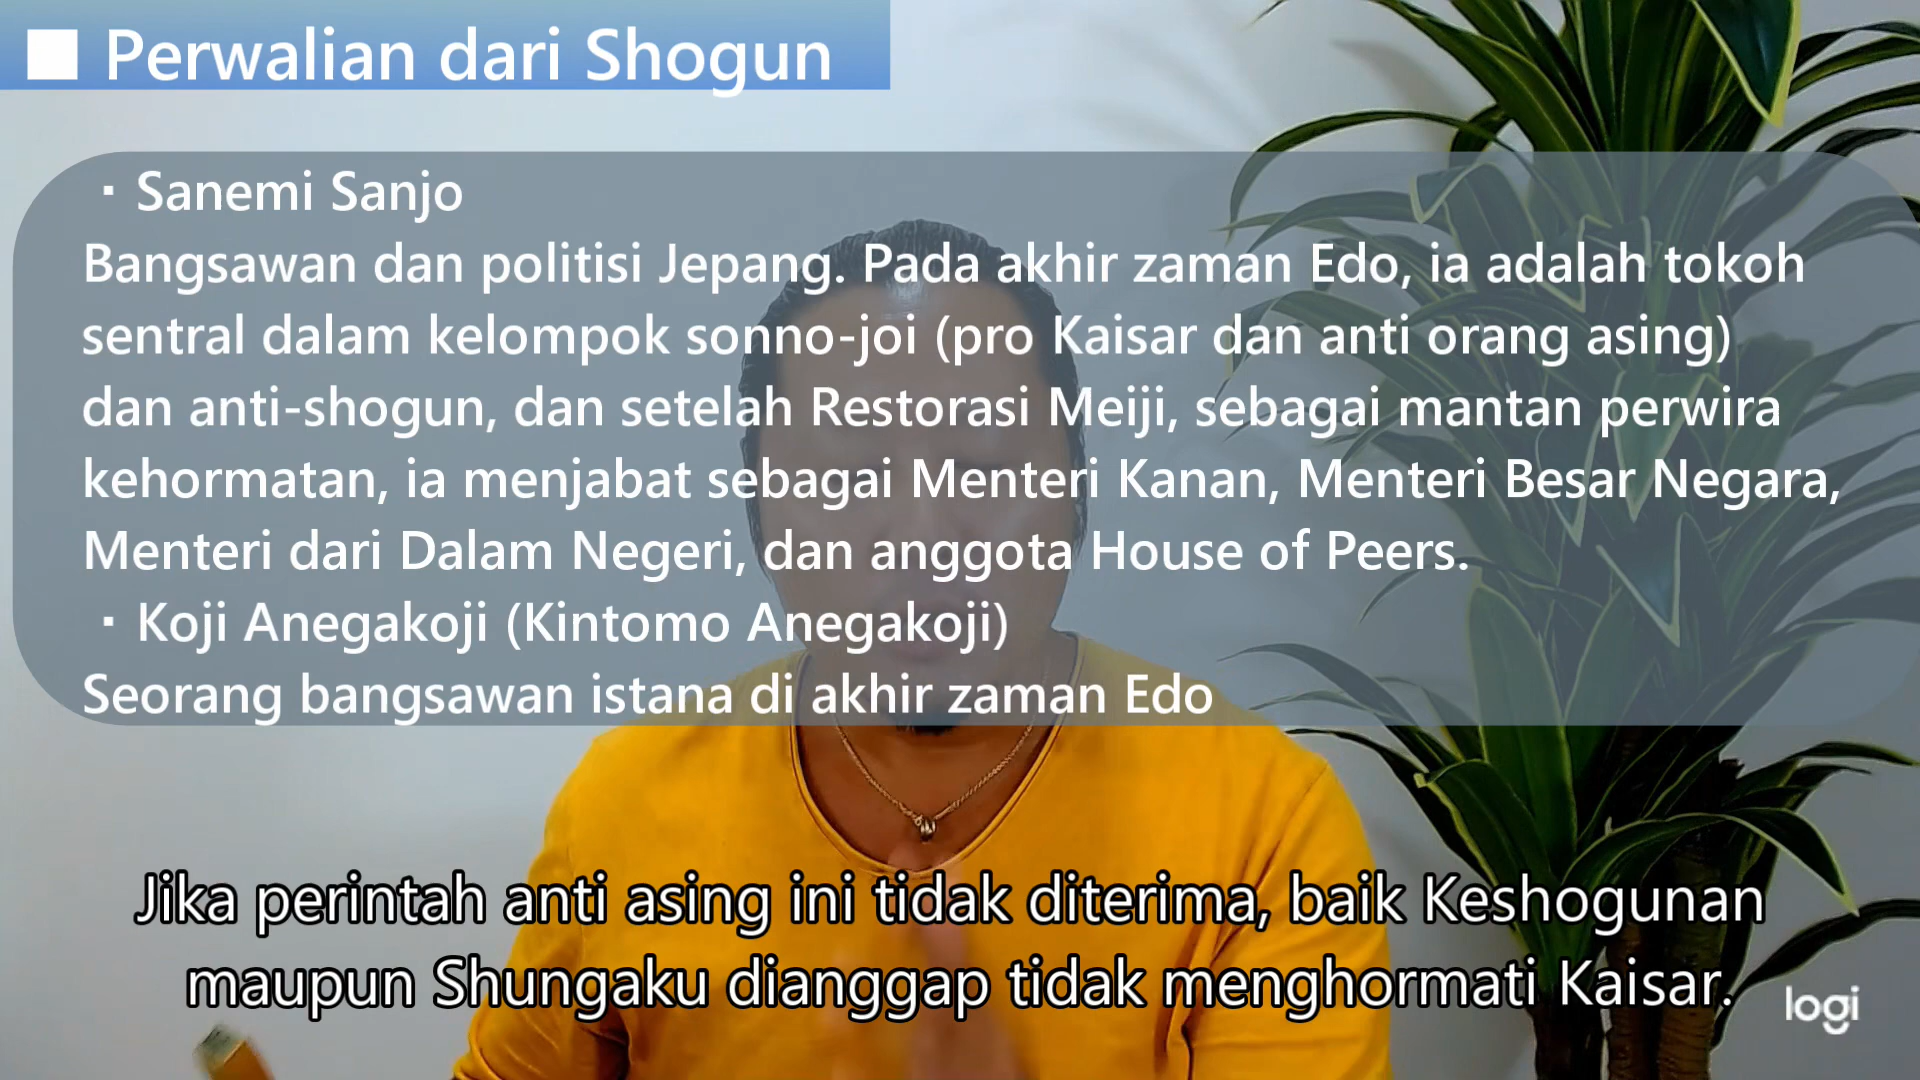 ■ Perwalian dari Shogun
・Sanemi Sanjo
Bangsawan dan politisi Jepang. Pada akhir zaman Edo, ia adalah tokoh
sentral dalam kelompok sonno-joi (pro Kaisar dan anti orang asing)
dan anti-shogun, dan setelah Restorasi Meiji, sebagai mantan perwira
kehormatan, ia menjabat sebagai Menteri Kanan, Menteri Besar Negara,
Menteri dari Dalam Negeri, dan anggota House of Peers.
・Koji Anegakoji (Kintomo Anegakoji)
Seorang bangsawan istana di akhir zaman Edo
Jika perintah anti asing ini tidak diterima, baik Keshogunan
maupun Shungaku dianggap tidak menghormati Kaisar.
logi